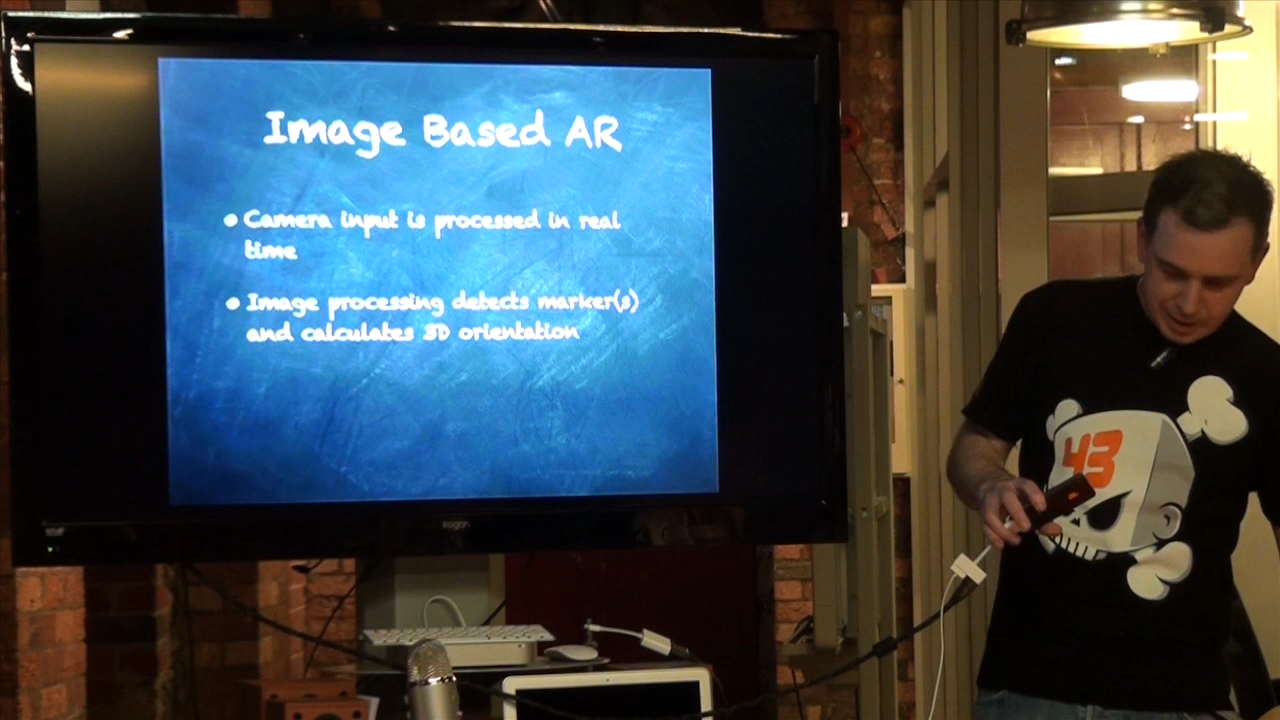 Image Based AR
• Camera input is processed in real
time
• Image processing detects marker(s)
and calculates 3D orientation
kogan
43